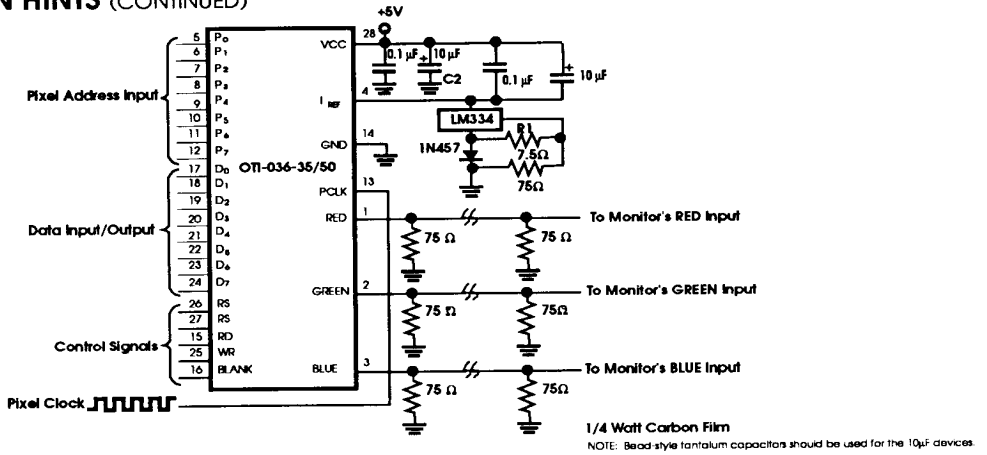 N HINTS (CONTINUED)
+5V
5 P0
6 P1
7 P2
8 P3
9 P4
10 P5
11 P6
12 P7
17 D0
18 D1
19 D2
20 D3
21 D4
22 D5
23 D6
24 D7
26 RS
27 RS
15 RD
25 WR
16 BLANK
Pixel Address Input
Data Input/Output
Control Signals
Pixel Clock
OTI-036-35/50
VCC 28
I REF 4
GND 14
PCLK 13
RED 1
GREEN 2
BLUE 3
0.1 µF
+ 10 µF
C2
0.1 µF
+ 10 µF
LM334
1N457
R1
7.5Ω
75Ω
75 Ω
75 Ω
To Monitor's RED Input
75 Ω
75Ω
To Monitor's GREEN Input
75 Ω
75Ω
To Monitor's BLUE Input
1/4 Watt Carbon Film
NOTE: Bead-style tantalum capacitors should be used for the 10µF devices.